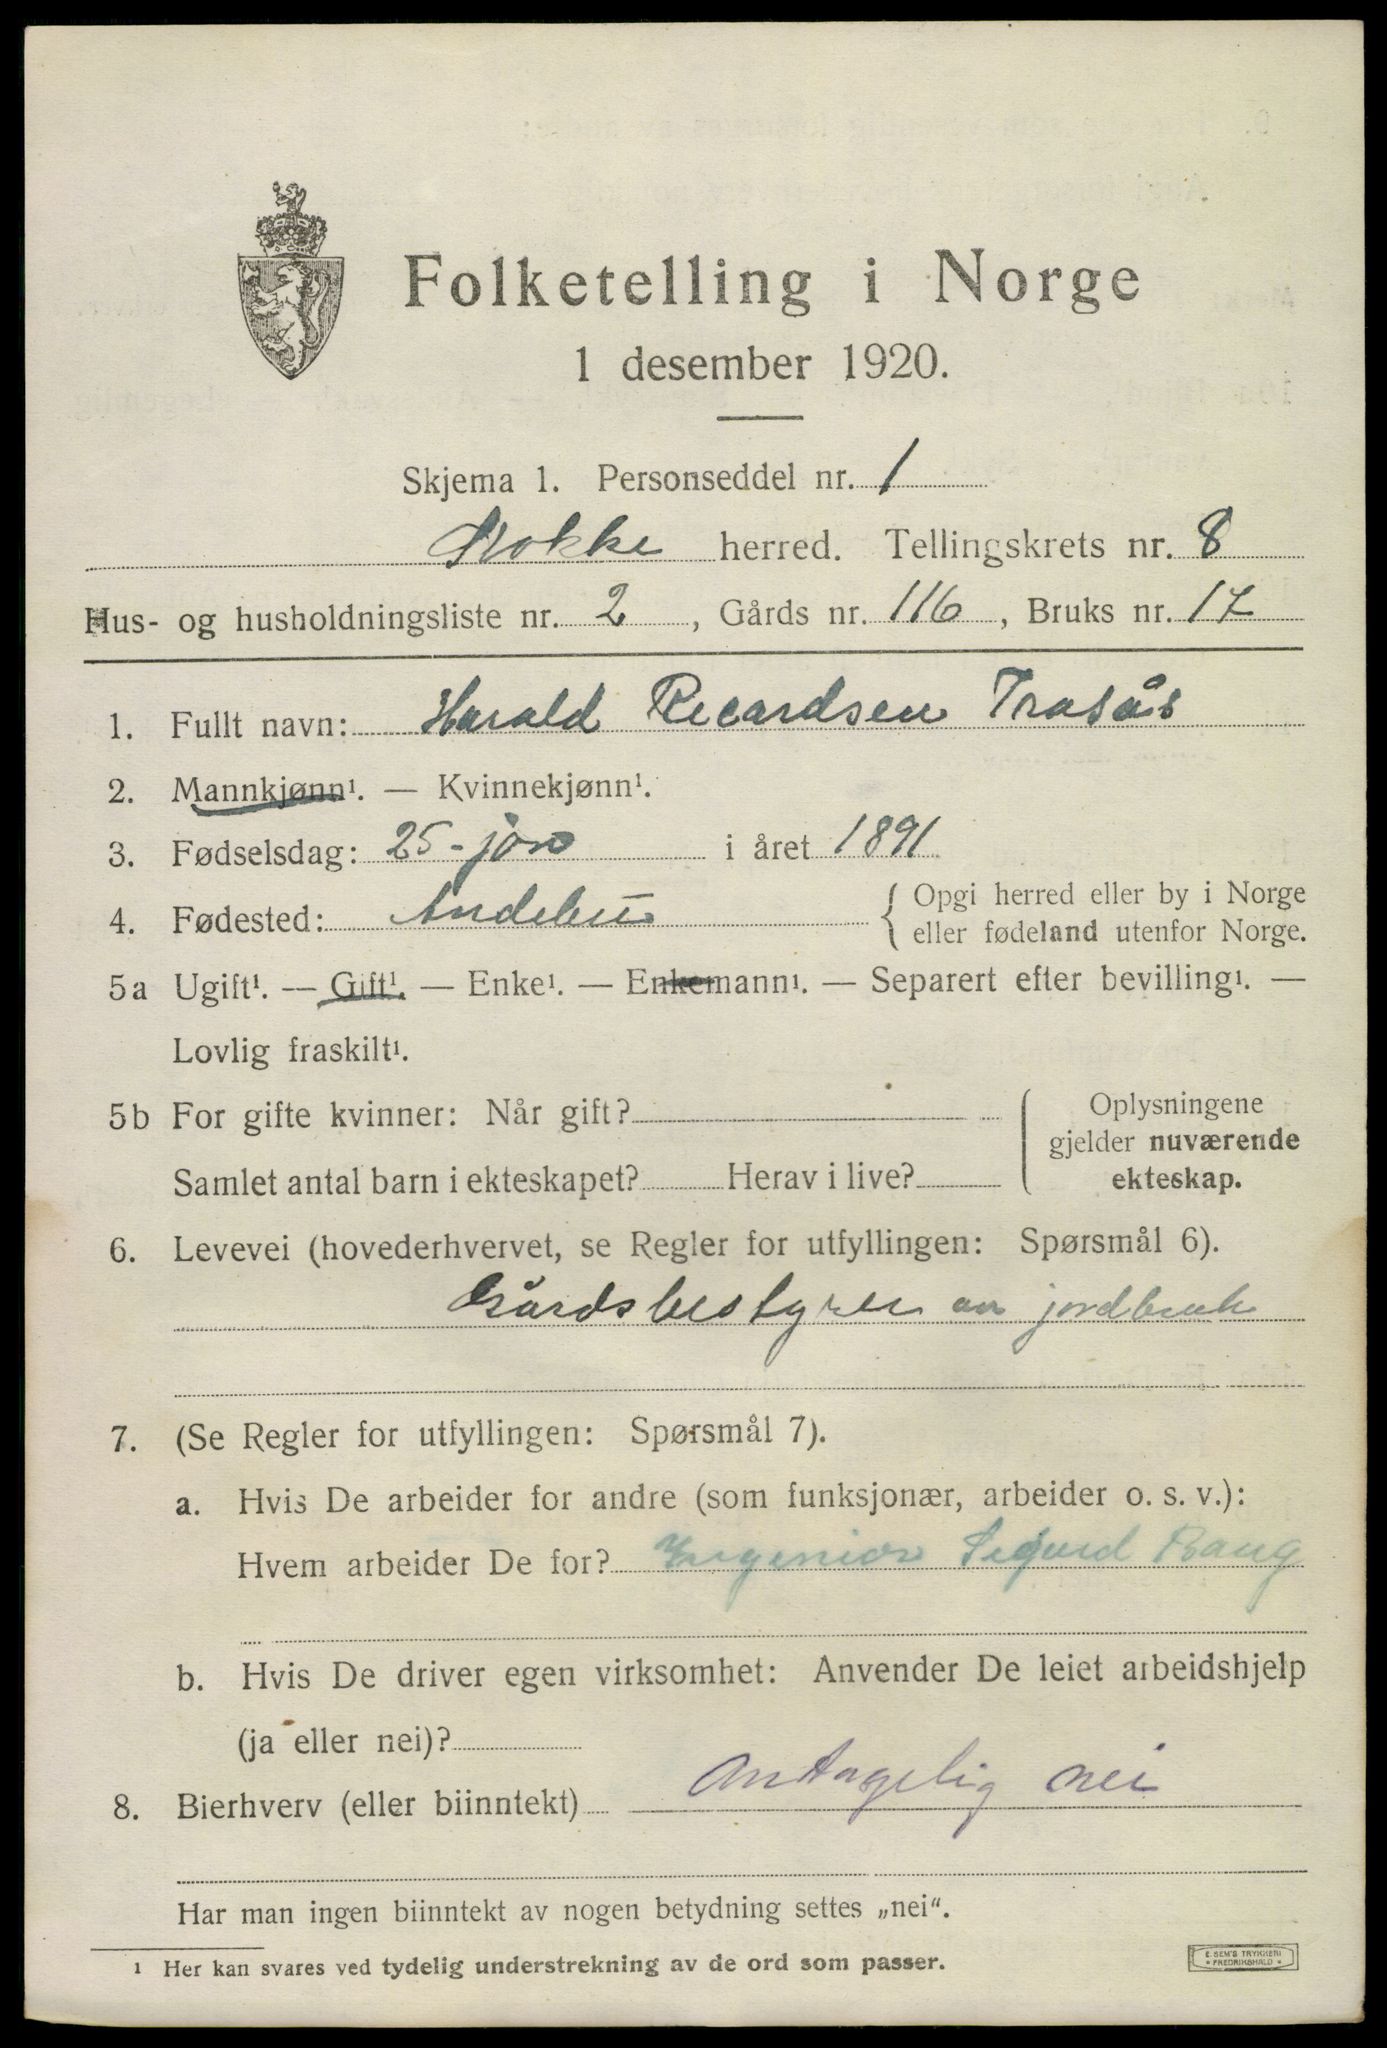 Folketelling i Norge
1 desember 1920.
Skjema 1. Personseddel nr. 1
Stokke herred. Tellingskrets nr. 8
Hus- og husholdningsliste nr. 2, Gårds nr. 116, Bruks nr. 17
1. Fullt navn: Harald Ricardsen Trasås
2. Mannkjønn¹. — Kvinnekjønn¹.
3. Fødselsdag: 25 - jan i året 1891
4. Fødested: Andebu { Opgi herred eller by i Norge
eller fødeland utenfor Norge.
5a Ugift¹. — Gift¹. — Enke¹. — Enkemann¹. — Separert efter bevilling¹. —
Lovlig fraskilt¹.
5b For gifte kvinner: Når gift? { Oplysningene
gjelder nuværende
Samlet antal barn i ekteskapet? Herav i live? ekteskap.
6. Levevei (hovederhvervet, se Regler for utfyllingen: Spørsmål 6).
Gårdsbestyrer av jordbruk
7. (Se Regler for utfyllingen: Spørsmål 7).
a. Hvis De arbeider for andre (som funksjonær, arbeider o. s. v.):
Hvem arbeider De for? Sigurd
b. Hvis De driver egen virksomhet: Anvender De leiet arbeidshjelp
(ja eller nei)?
8. Bierhverv (eller biinntekt) antagelig nei
Har man ingen biinntekt av nogen betydning settes „nei“.
¹ Her kan svares ved tydelig understrekning av de ord som passer.
E. SEM'S TRYKKERI
* FREDRIKSHALD *